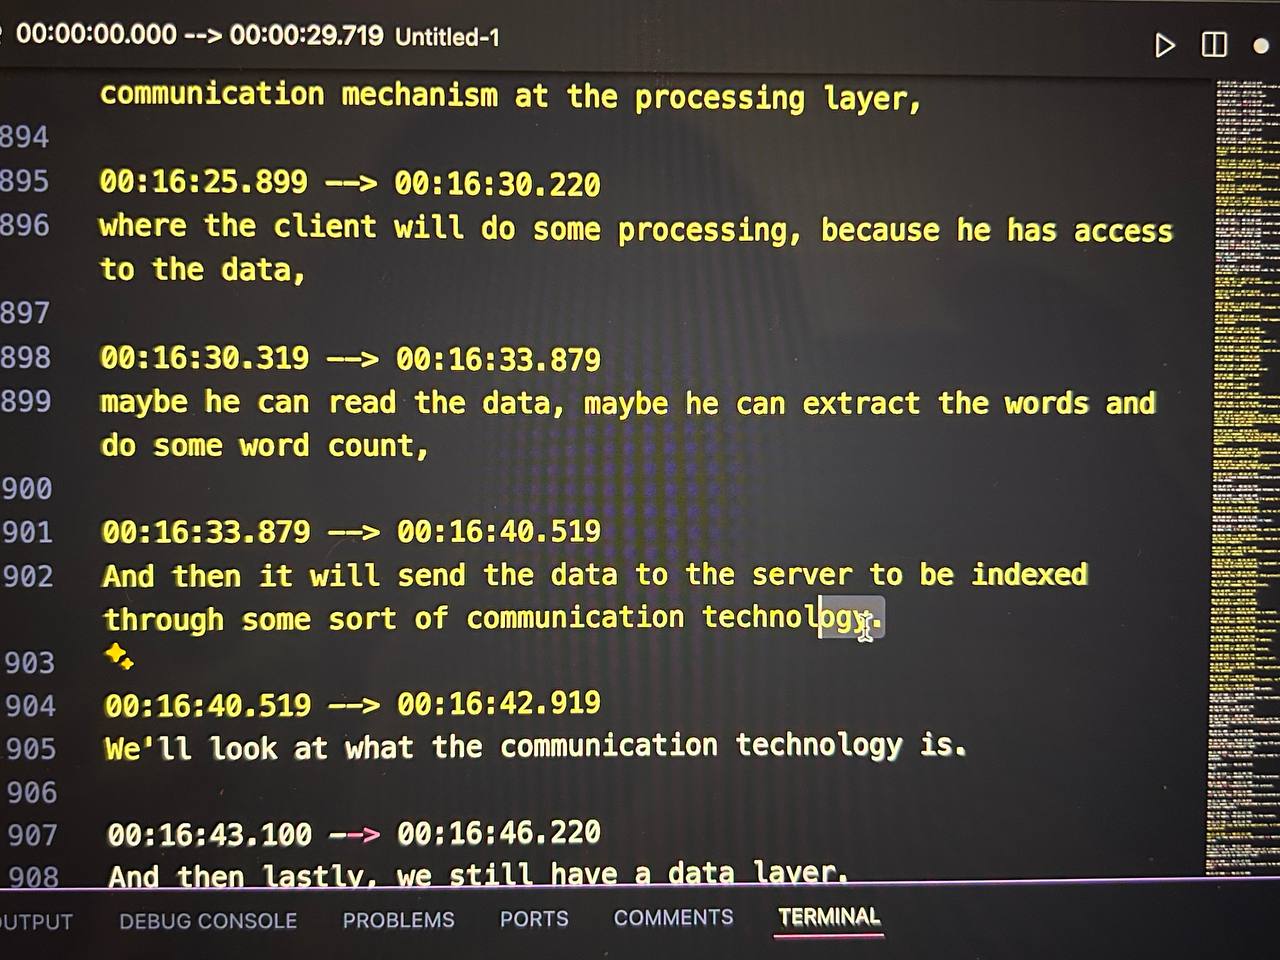 00:00:00.000 --> 00:00:29.719 Untitled-1
communication mechanism at the processing layer,
894
895 00:16:25.899 --> 00:16:30.220
896 where the client will do some processing, because he has access
to the data,
897
898 00:16:30.319 --> 00:16:33.879
899 maybe he can read the data, maybe he can extract the words and
do some word count,
900
901 00:16:33.879 --> 00:16:40.519
902 And then it will send the data to the server to be indexed
through some sort of communication technology.
903
904 00:16:40.519 --> 00:16:42.919
905 We'll look at what the communication technology is.
906
907 00:16:43.100 --> 00:16:46.220
908 And then lastly, we still have a data layer.
OUTPUT DEBUG CONSOLE PROBLEMS PORTS COMMENTS TERMINAL